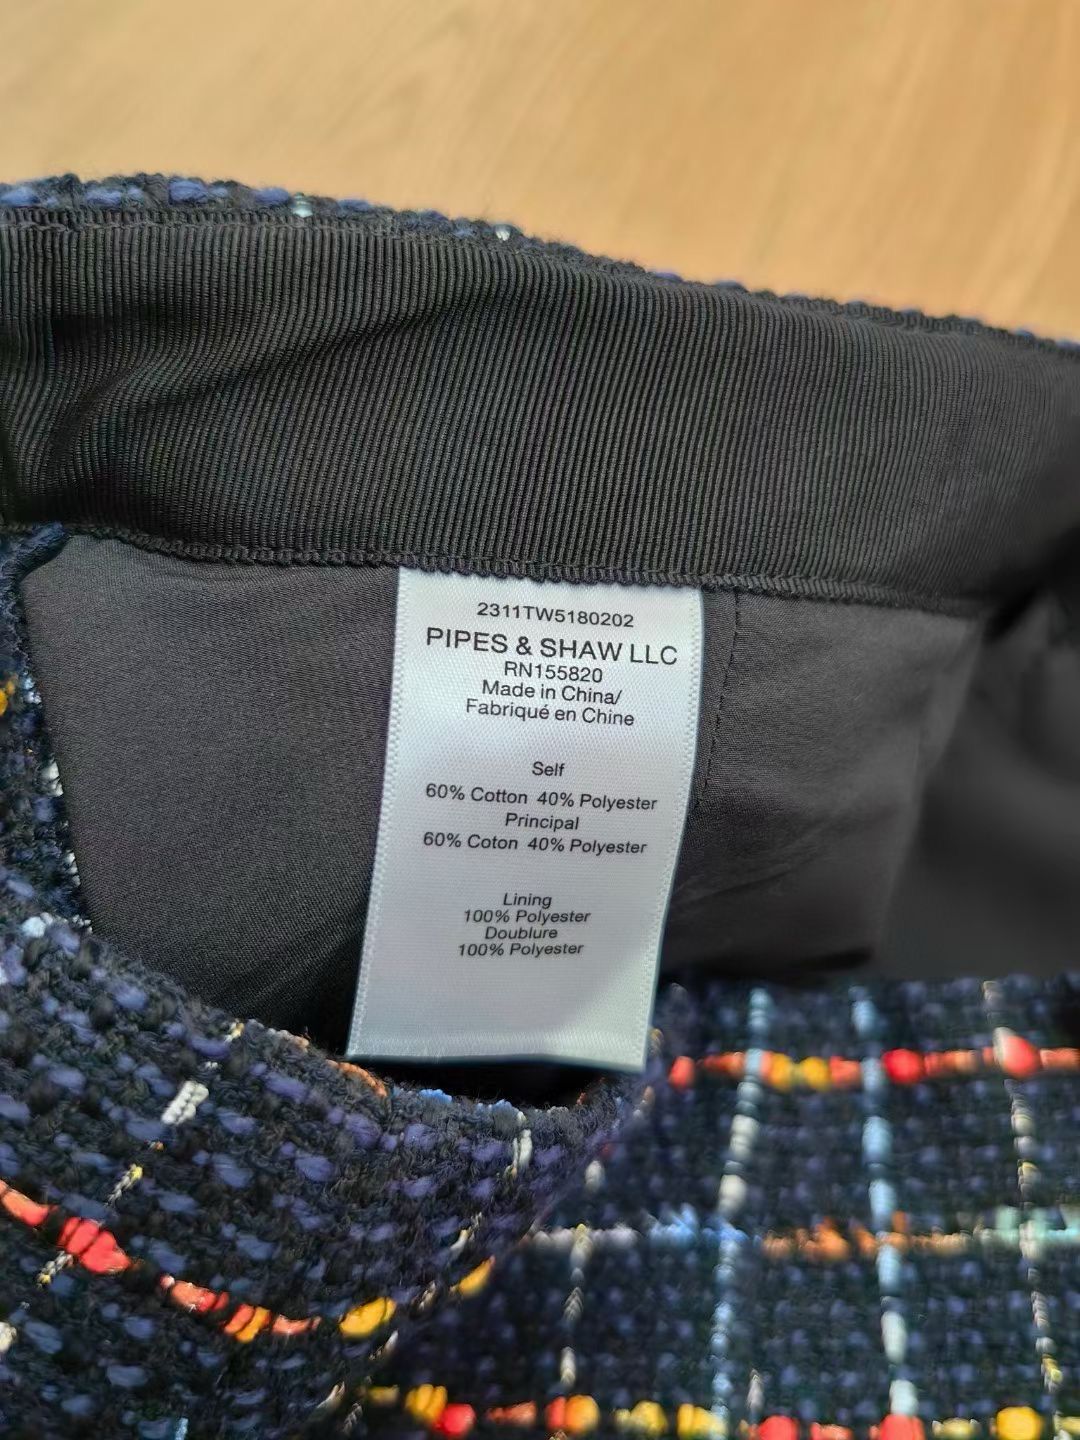 2311TW5180202
PIPES & SHAW LLC
RN155820
Made in China/
Fabriqué en Chine
Self
60% Cotton 40% Polyester
Principal
60% Coton 40% Polyester
Lining
100% Polyester
Doublure
100% Polyester